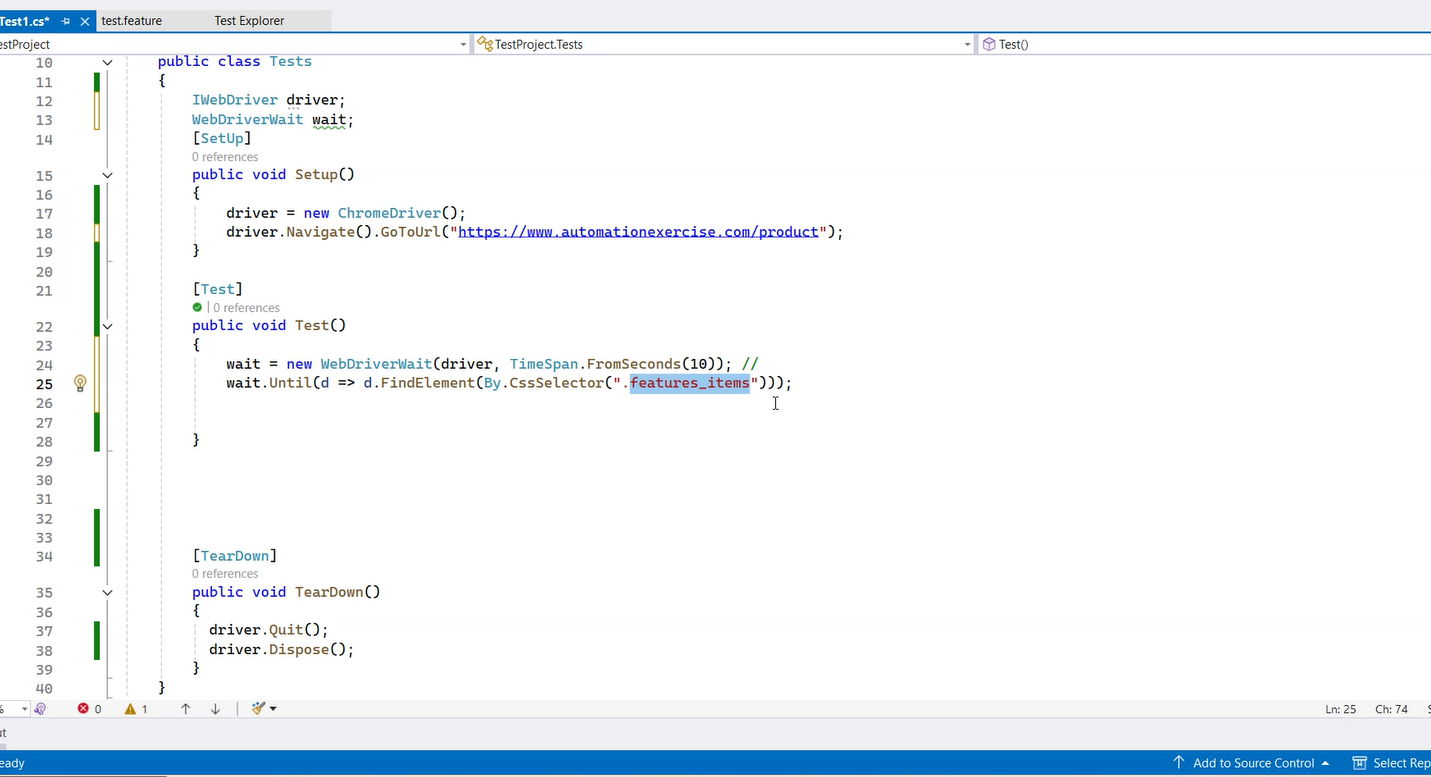 Test1.cs* test.feature Test Explorer
estProject TestProject.Tests Test()
10 public class Tests
11 {
12 IWebDriver driver;
13 WebDriverWait wait;
14 [SetUp]
0 references
15 public void Setup()
16 {
17 driver = new ChromeDriver();
18 driver.Navigate().GoToUrl("https://www.automationexercise.com/product");
19 }
20
21 [Test]
0 references
22 public void Test()
23 {
24 wait = new WebDriverWait(driver, TimeSpan.FromSeconds(10)); //
25 wait.Until(d => d.FindElement(By.CssSelector(".features_items")));
26
27
28 }
29
30
31
32
33
34 [TearDown]
0 references
35 public void TearDown()
36 {
37 driver.Quit();
38 driver.Dispose();
39 }
40 }
% 0 1 Ln: 25 Ch: 74 S
ut
eady Add to Source Control Select Rep